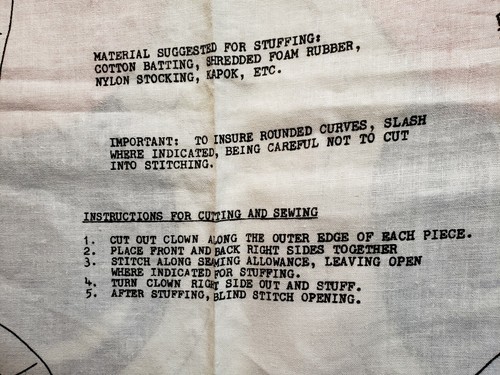 MATERIAL SUGGESTED FOR STUFFING:
COTTON BATTING, SHREDDED FOAM RUBBER,
NYLON STOCKING, KAPOK, ETC.
IMPORTANT: TO INSURE ROUNDED CURVES, SLASH
WHERE INDICATED, BEING CAREFUL NOT TO CUT
INTO STITCHING.
INSTRUCTIONS FOR CUTTING AND SEWING
1. CUT OUT CLOWN ALONG THE OUTER EDGE OF EACH PIECE.
2. PLACE FRONT AND BACK RIGHT SIDES TOGETHER
3. STITCH ALONG SEWING ALLOWANCE, LEAVING OPEN
WHERE INDICATED FOR STUFFING.
4. TURN CLOWN RIGHT SIDE OUT AND STUFF.
5. AFTER STUFFING, BLIND STITCH OPENING.